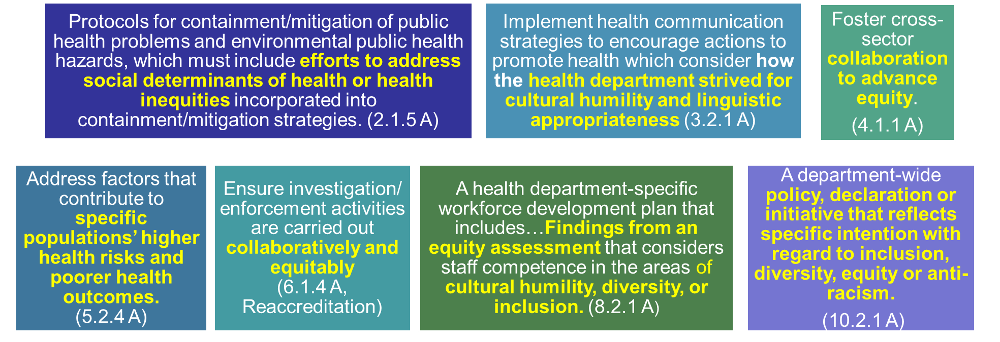 Protocols for containment/mitigation of public
health problems and environmental public health
hazards, which must include efforts to address
social determinants of health or health
inequities incorporated into
containment/mitigation strategies. (2.1.5 A)
Implement health communication
strategies to encourage actions to
promote health which consider how
the health department strived for
cultural humility and linguistic
appropriateness (3.2.1 A)
Foster cross-
sector
collaboration
to advance
equity.
(4.1.1 A)
Address factors that
contribute to
specific
populations’ higher
health risks and
poorer health
outcomes.
(5.2.4 A)
Ensure investigation/
enforcement activities
are carried out
collaboratively and
equitably
(6.1.4 A,
Reaccreditation)
A health department-specific
workforce development plan that
includes…Findings from an
equity assessment that considers
staff competence in the areas of
cultural humility, diversity, or
inclusion. (8.2.1 A)
A department-wide
policy, declaration or
initiative that reflects
specific intention with
regard to inclusion,
diversity, equity or anti-
racism.
(10.2.1 A)